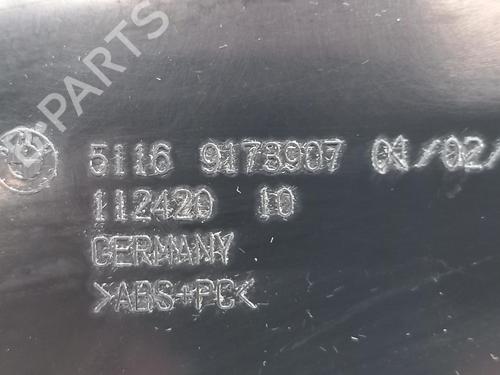 B-PARTS
5116 9173907 01/02/
112420 10
GERMANY
>ABS+PC<